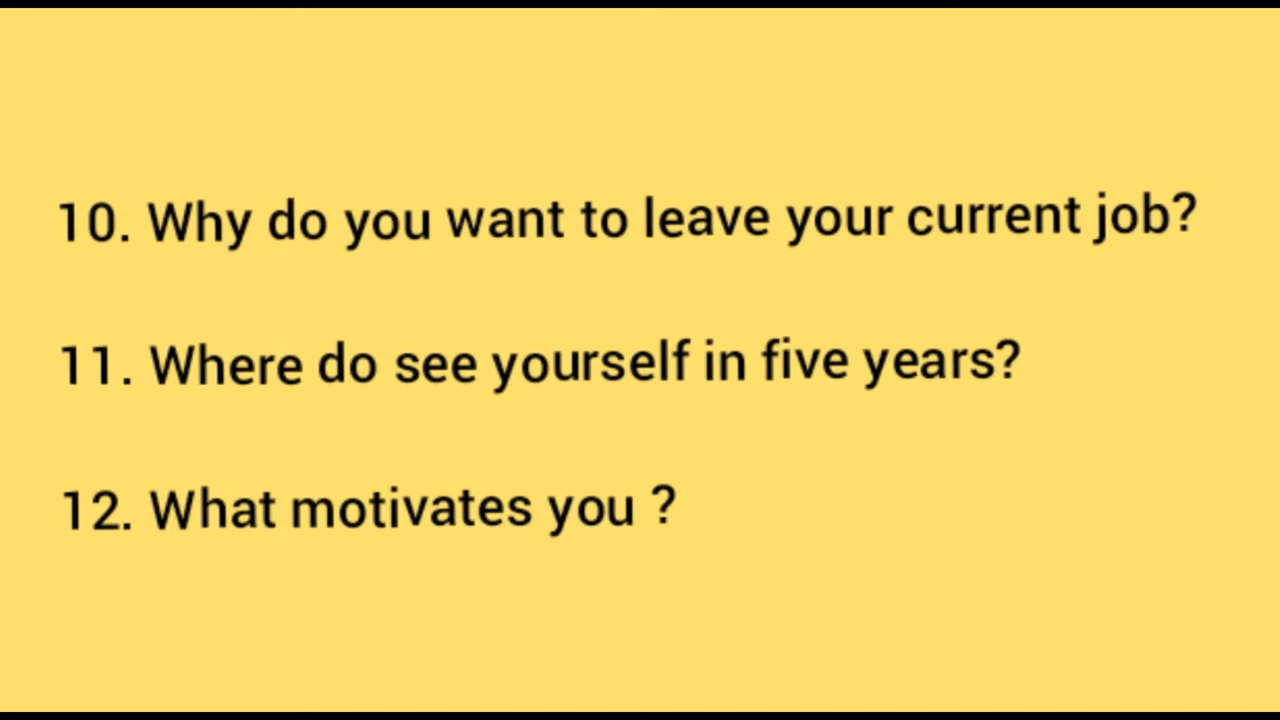 10. Why do you want to leave your current job?
11. Where do see yourself in five years?
12. What motivates you ?